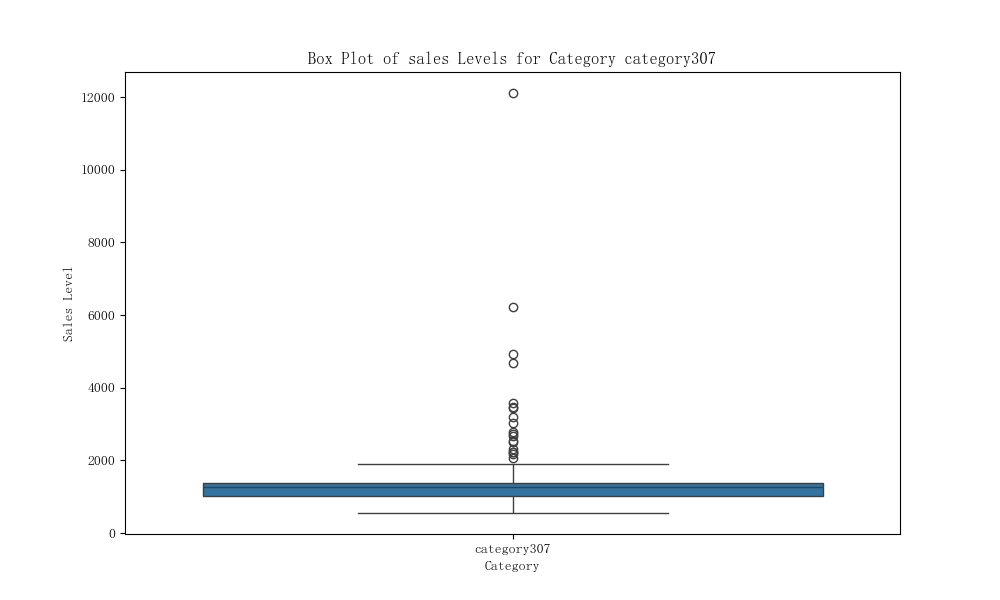 Box Plot of sales Levels for Category category307
12000
10000
8000
6000
4000
2000
0
Sales Level
category307
Category